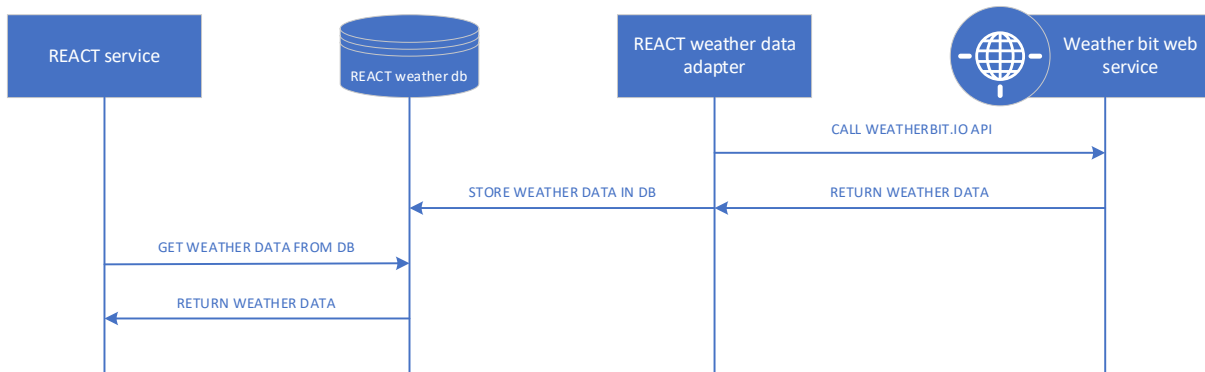 REACT service
REACT weather db
REACT weather data
adapter
Weather bit web
service
CALL WEATHERBIT.IO API
STORE WEATHER DATA IN DB
RETURN WEATHER DATA
GET WEATHER DATA FROM DB
RETURN WEATHER DATA